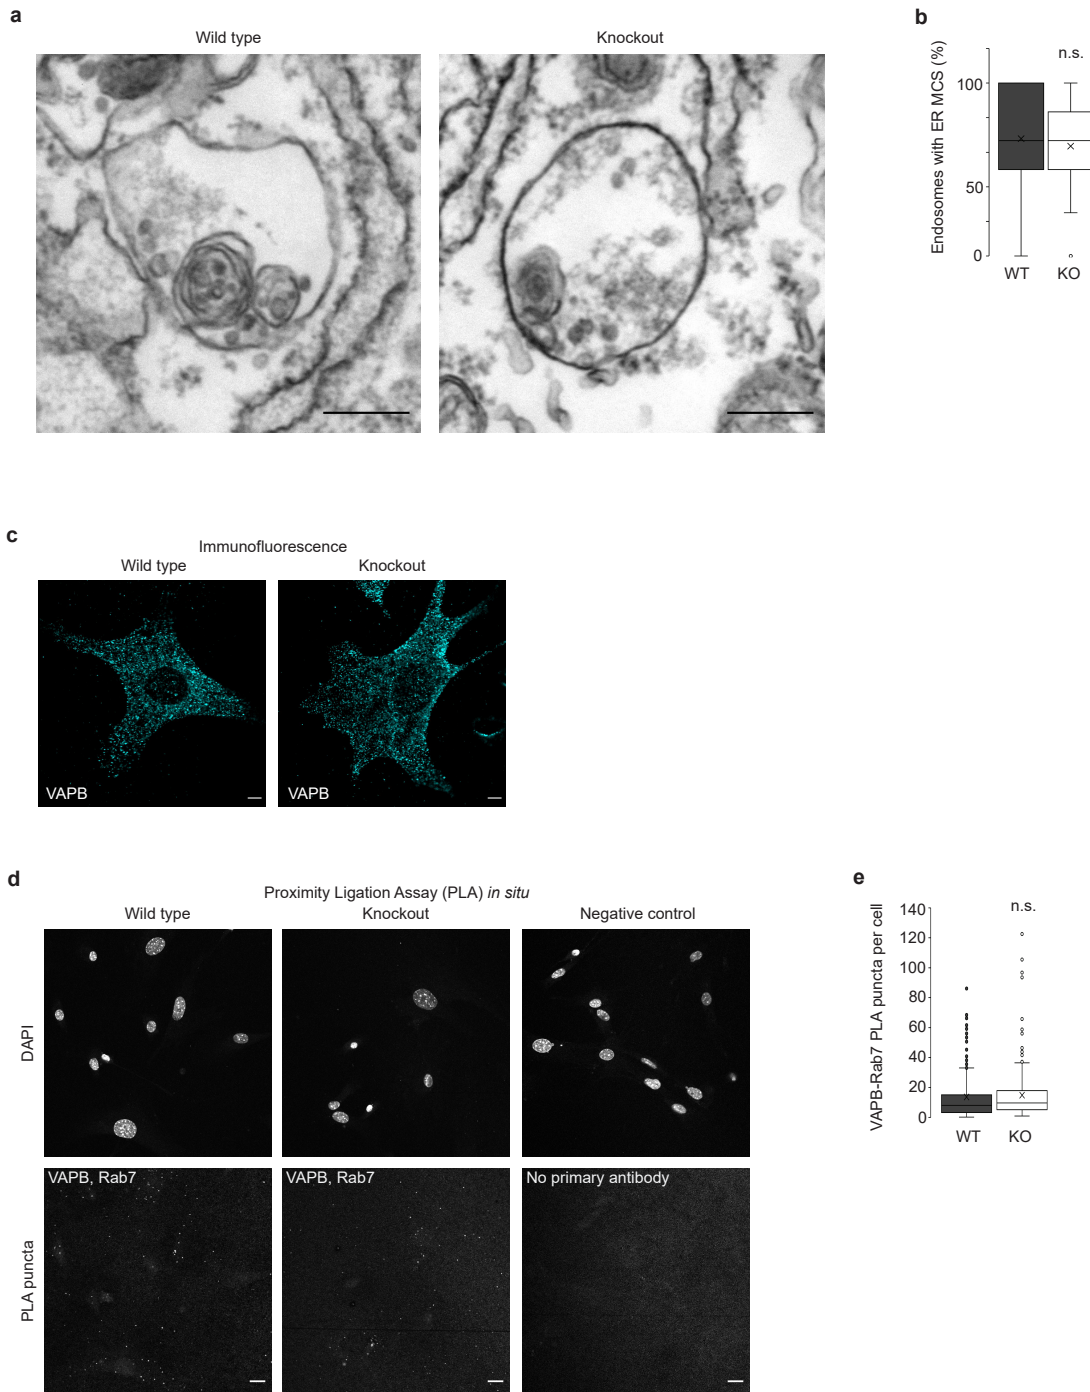 a
Wild type
Knockout
b
Endosomes with ER MCS (%)
n.s.
100
50
0
WT
KO
c
Immunofluorescence
Wild type
Knockout
VAPB
VAPB
d
Proximity Ligation Assay (PLA) in situ
Wild type
Knockout
Negative control
DAPI
PLA puncta
VAPB, Rab7
VAPB, Rab7
No primary antibody
e
VAPB-Rab7 PLA puncta per cell
n.s.
140
120
100
80
60
40
20
0
WT
KO